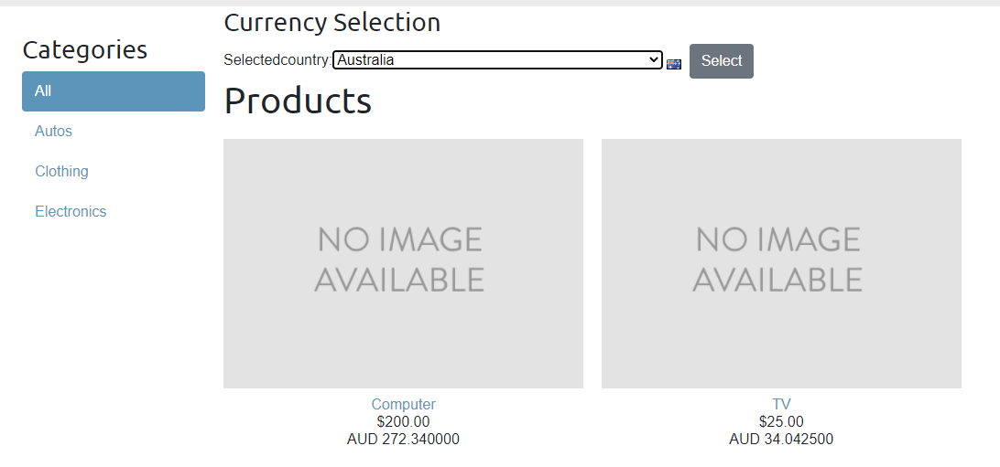 Currency Selection
Categories
Selectedcountry: Australia Select
All
Products
Autos
Clothing
Electronics
NO IMAGE
AVAILABLE
NO IMAGE
AVAILABLE
Computer
$200.00
AUD 272.340000
TV
$25.00
AUD 34.042500